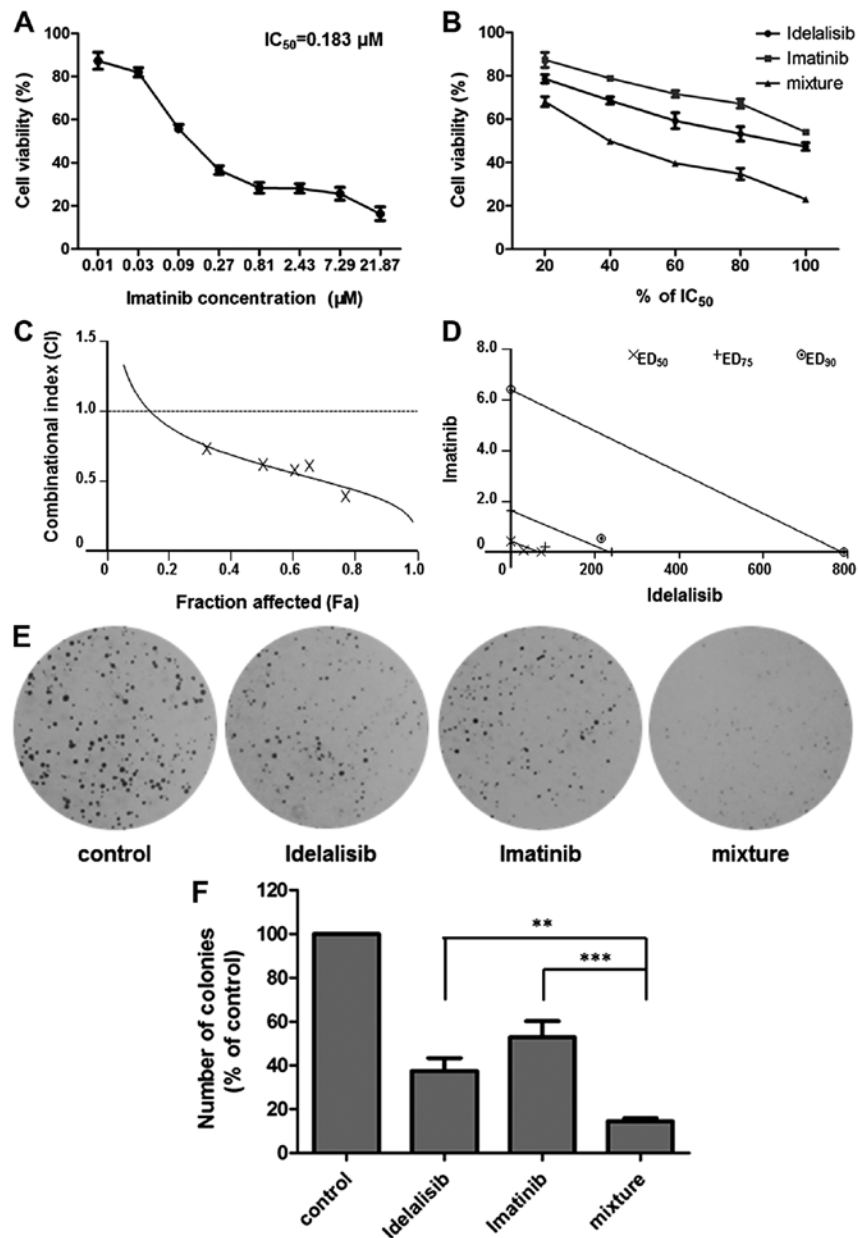 A
IC50=0.183 µM
Cell viability (%)
100
80
60
40
20
0
0.01 0.03 0.09 0.27 0.81 2.43 7.29 21.87
Imatinib concentration (µM)
B
Idelalisib
Imatinib
mixture
Cell viability (%)
100
80
60
40
20
0
20 40 60 80 100
% of IC50
C
Combinational index (CI)
1.5
1.0
0.5
0
0 0.2 0.4 0.6 0.8 1.0
Fraction affected (Fa)
D
ED50 ED75 ED90
Imatinib
8.0
6.0
4.0
2.0
0
0 200 400 600 800
Idelalisib
E
control Idelalisib Imatinib mixture
F
Number of colonies
(% of control)
120
100
80
60
40
20
0
**
***
control Idelalisib Imatinib mixture